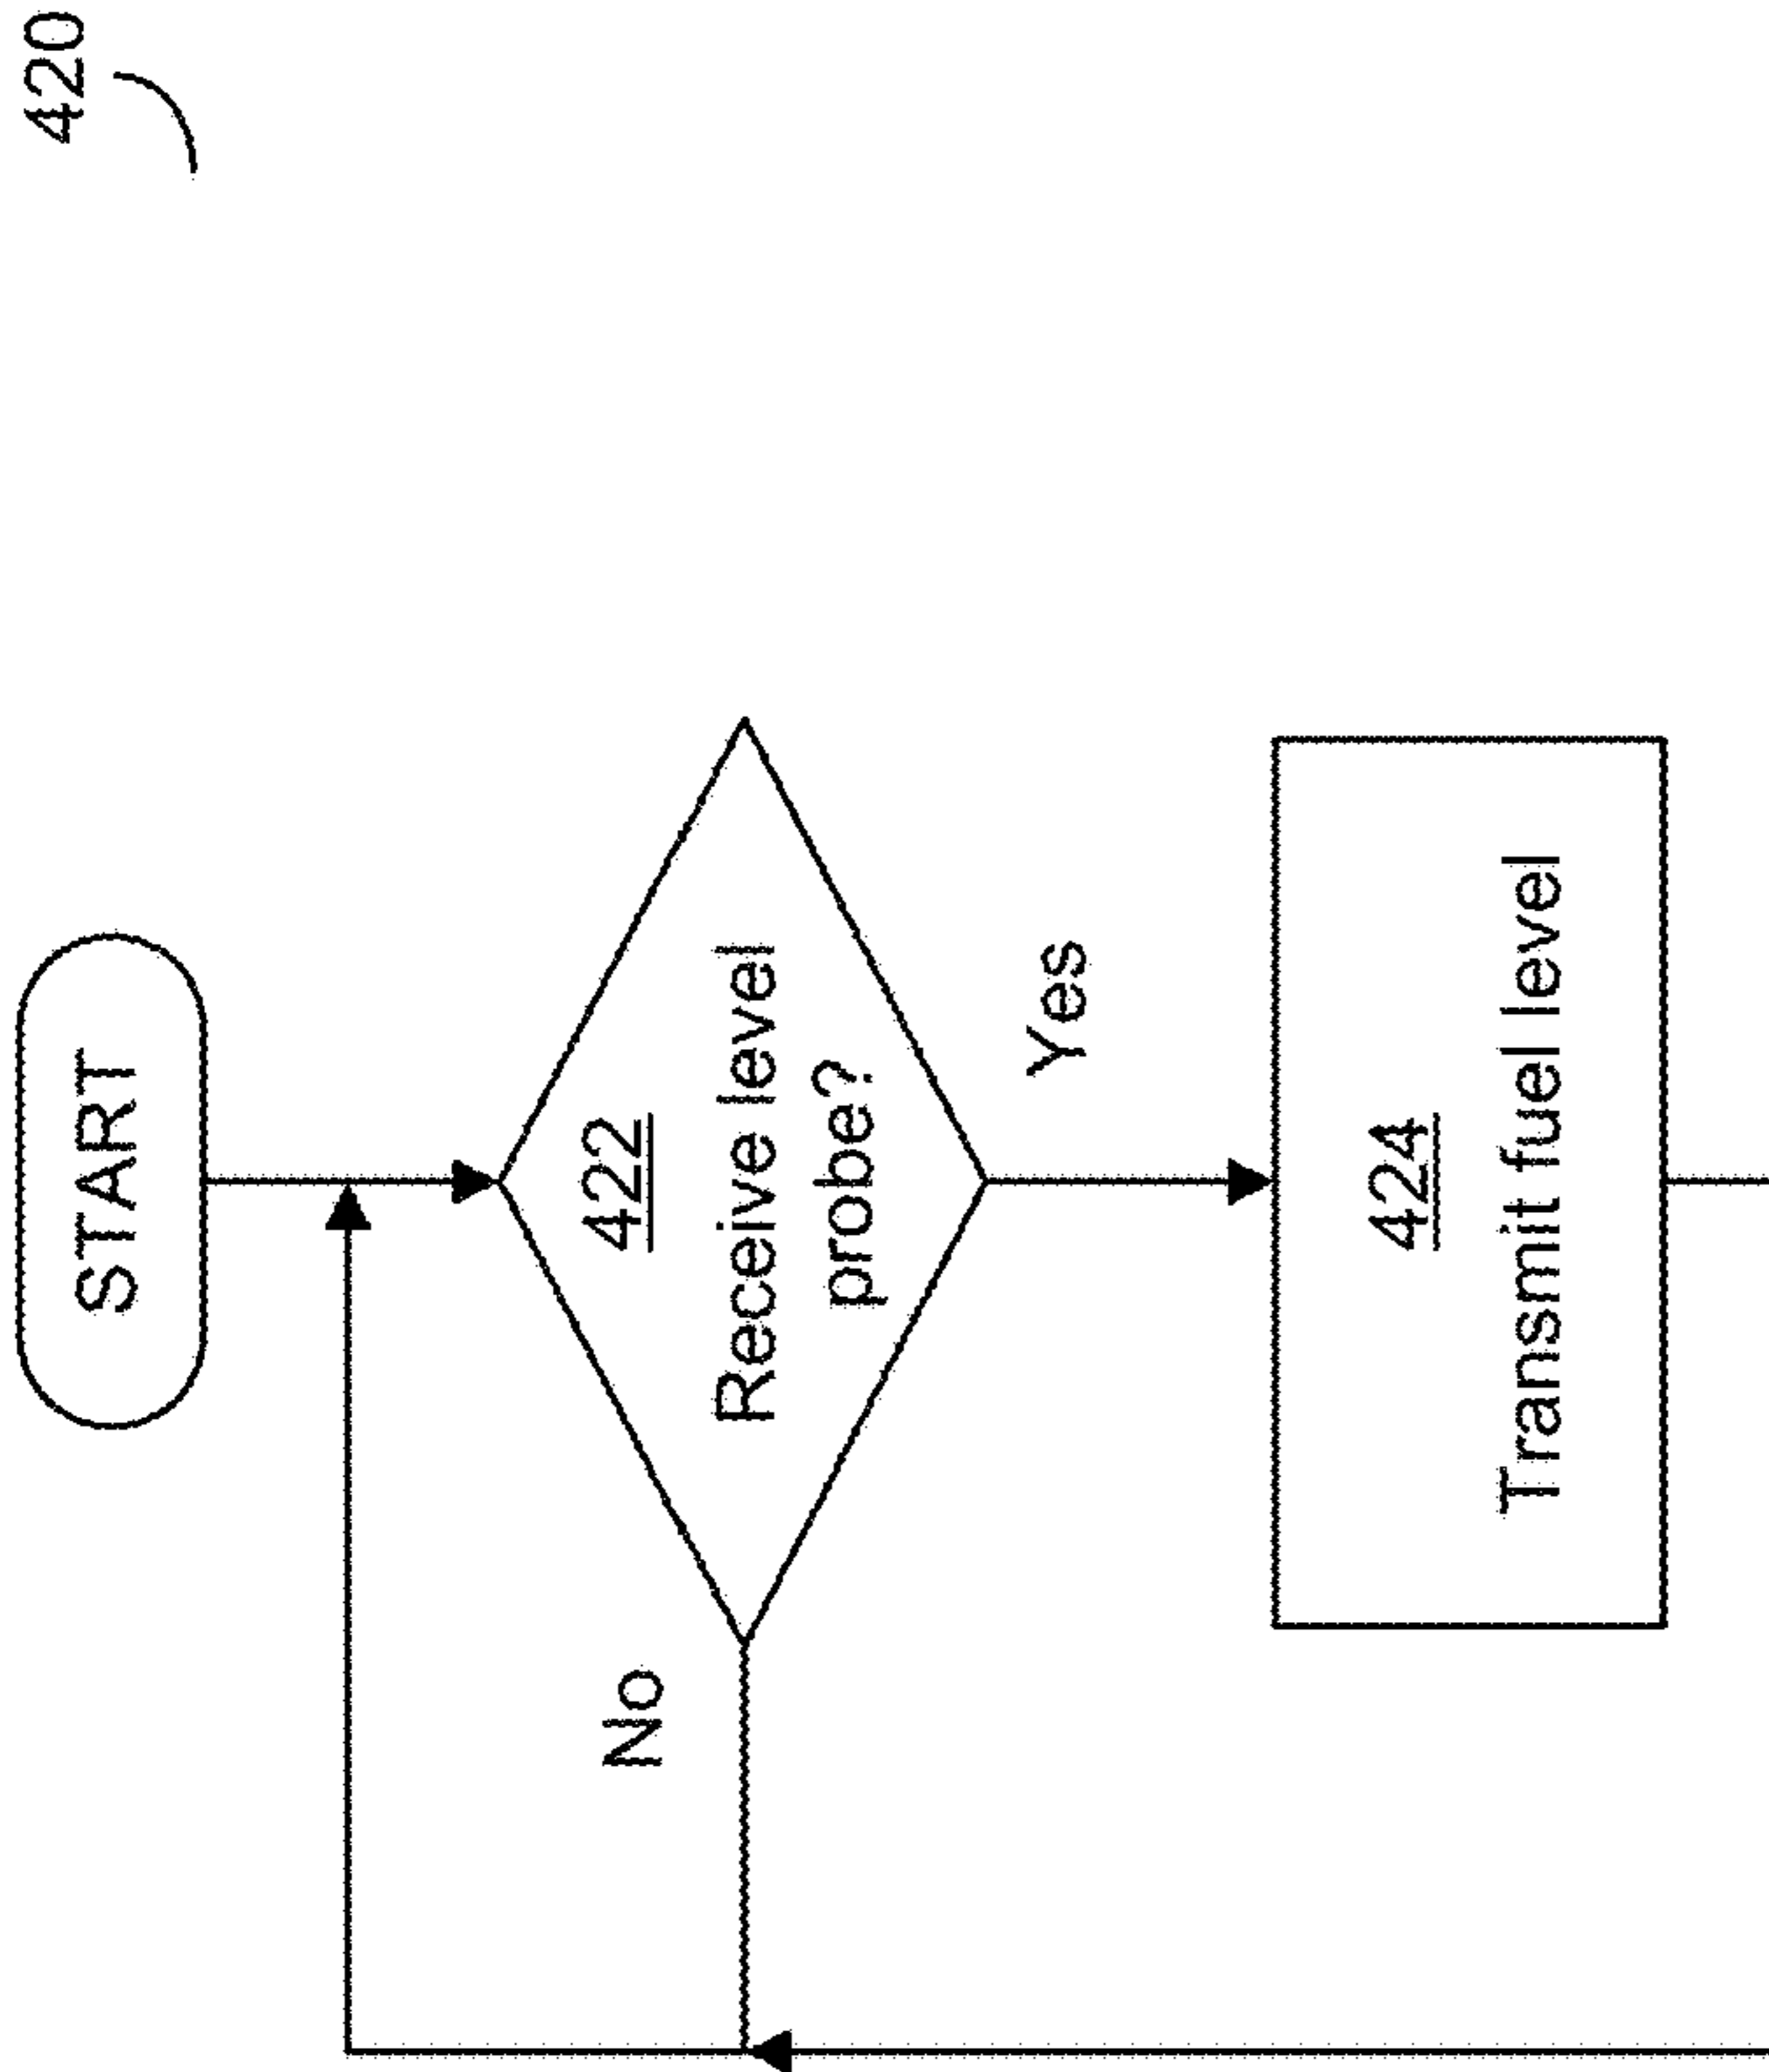 420
START
422
Receive level
probe?
No
Yes
424
Transmit fuel level